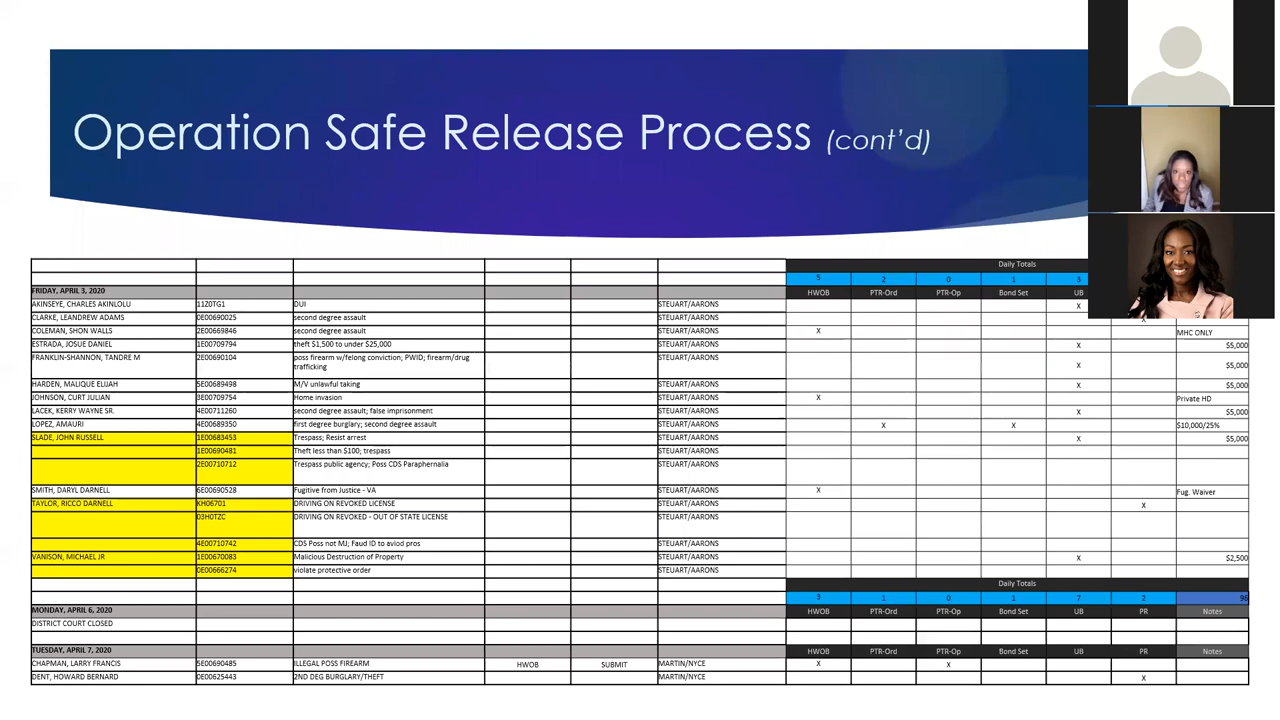 Operation Safe Release Process (cont'd)
Daily Totals
5 2 0 1 3
FRIDAY, APRIL 3, 2020 HWOB PTR-Ord PTR-Op Bond Set UB
AKINSEYE, CHARLES AKINLOLU 11Z0TG1 DUI STEUART/AARONS X
CLARKE, LEANDREW ADAMS 0E00690025 second degree assault STEUART/AARONS
COLEMAN, SHON WALLS 2E00669846 second degree assault STEUART/AARONS X MHC ONLY
ESTRADA, JOSUE DANIEL 1E00709794 theft $1,500 to under $25,000 STEUART/AARONS X $5,000
FRANKLIN-SHANNON, TANDRE M 2E00690104 poss firearm w/felony conviction; PWID; firearm/drug STEUART/AARONS X $5,000
trafficking
HARDEN, MALIQUE ELIJAH 5E00689498 M/V unlawful taking STEUART/AARONS X $5,000
JOHNSON, CURT JULIAN 3E00709754 Home invasion STEUART/AARONS X Private HD
LACEK, KERRY WAYNE SR. 4E00711260 second degree assault; false imprisonment STEUART/AARONS X $5,000
LOPEZ, AMAURI 4E00689350 first degree burglary; second degree assault STEUART/AARONS X X $10,000/25%
SLADE, JOHN RUSSELL 1E00683453 Trespass; Resist arrest STEUART/AARONS X $5,000
1E00690481 Theft less than $100; trespass STEUART/AARONS
2E00710712 Trespass public agency; Poss CDS Paraphernalia STEUART/AARONS
SMITH, DARYL DARNELL 6E00690528 Fugitive from Justice - VA STEUART/AARONS X Fug. Waiver
TAYLOR, RICCO DARNELL KH06701 DRIVING ON REVOKED LICENSE STEUART/AARONS X
03H0TZC DRIVING ON REVOKED - OUT OF STATE LICENSE STEUART/AARONS
4E00710742 CDS Poss not MJ; Faud ID to aviod pros STEUART/AARONS
VANISON, MICHAEL JR 1E00670083 Malicious Destruction of Property STEUART/AARONS X $2,500
0E00666274 violate protective order STEUART/AARONS
Daily Totals
3 1 0 1 7 2 96
MONDAY, APRIL 6, 2020 HWOB PTR-Ord PTR-Op Bond Set UB PR Notes
DISTRICT COURT CLOSED
TUESDAY, APRIL 7, 2020 HWOB PTR-Ord PTR-Op Bond Set UB PR Notes
CHAPMAN, LARRY FRANCIS 5E00690485 ILLEGAL POSS FIREARM HWOB SUBMIT MARTIN/NYCE X X
DENT, HOWARD BERNARD 0E00625443 2ND DEG BURGLARY/THEFT MARTIN/NYCE X